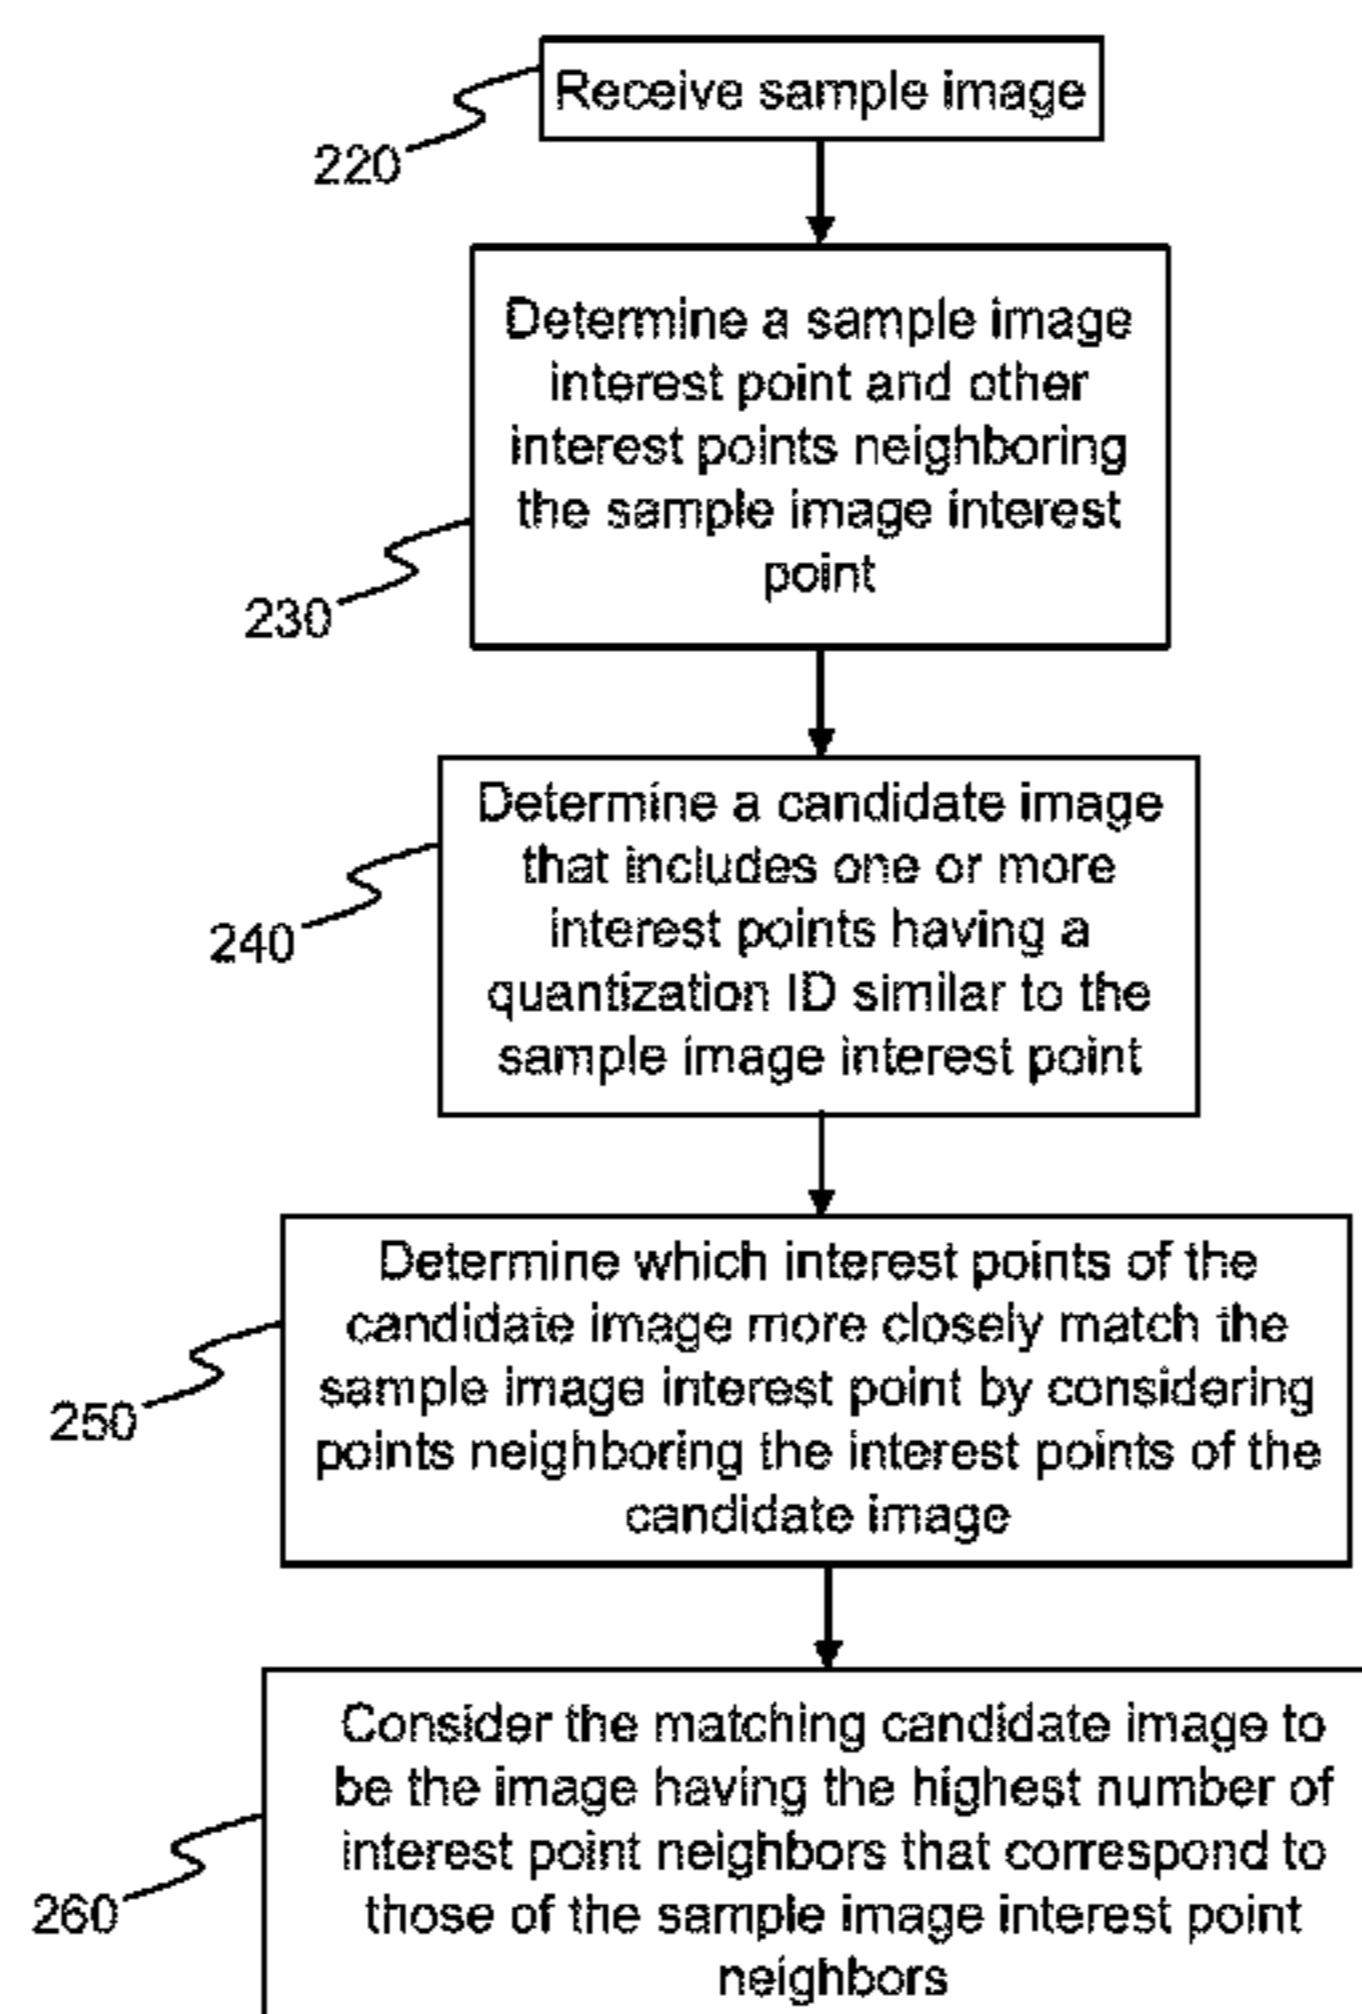 Receive sample image
220
Determine a sample image
interest point and other
interest points neighboring
the sample image interest
point
230
Determine a candidate image
that includes one or more
interest points having a
quantization ID similar to the
sample image interest point
240
Determine which interest points of the
candidate image more closely match the
sample image interest point by considering
points neighboring the interest points of the
candidate image
250
Consider the matching candidate image to
be the image having the highest number of
interest point neighbors that correspond to
those of the sample image interest point
neighbors
260